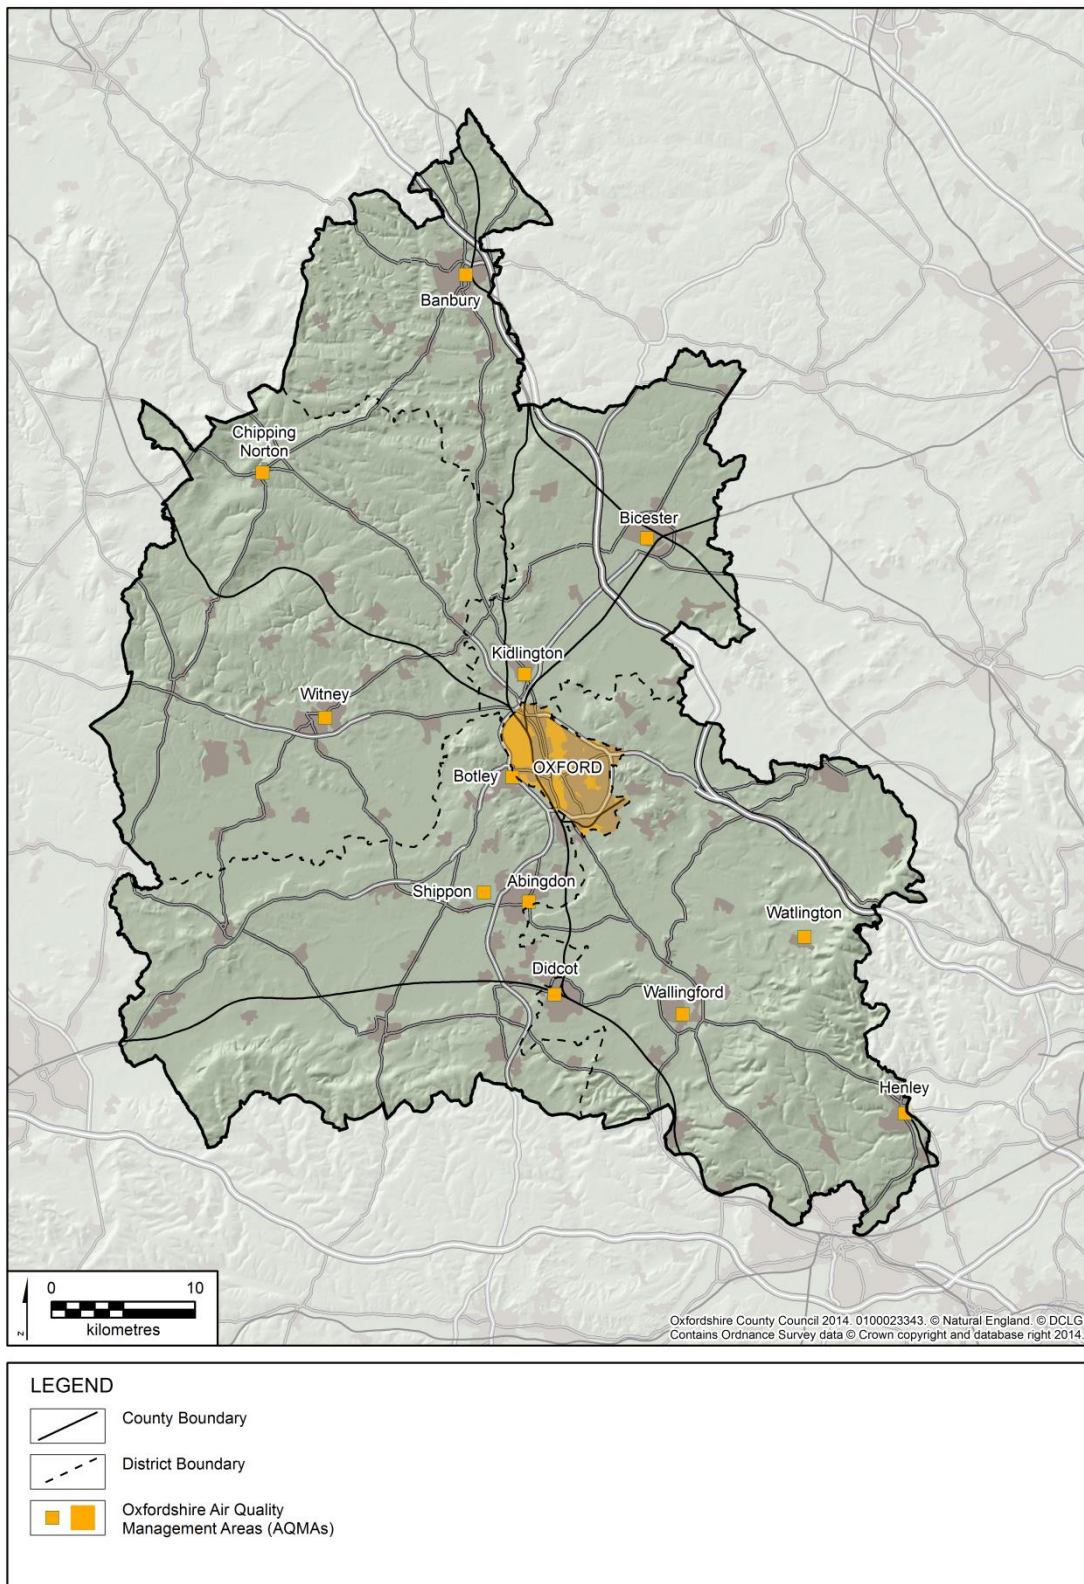 Banbury
Chipping
Norton
Bicester
Kidlington
Witney
OXFORD
Botley
Shippon
Abingdon
Watlington
Didcot
Wallingford
Henley
0 10
kilometres
z
Oxfordshire County Council 2014. 0100023343. © Natural England. © DCLG
Contains Ordnance Survey data © Crown copyright and database right 2014.
LEGEND
County Boundary
District Boundary
Oxfordshire Air Quality
Management Areas (AQMAs)